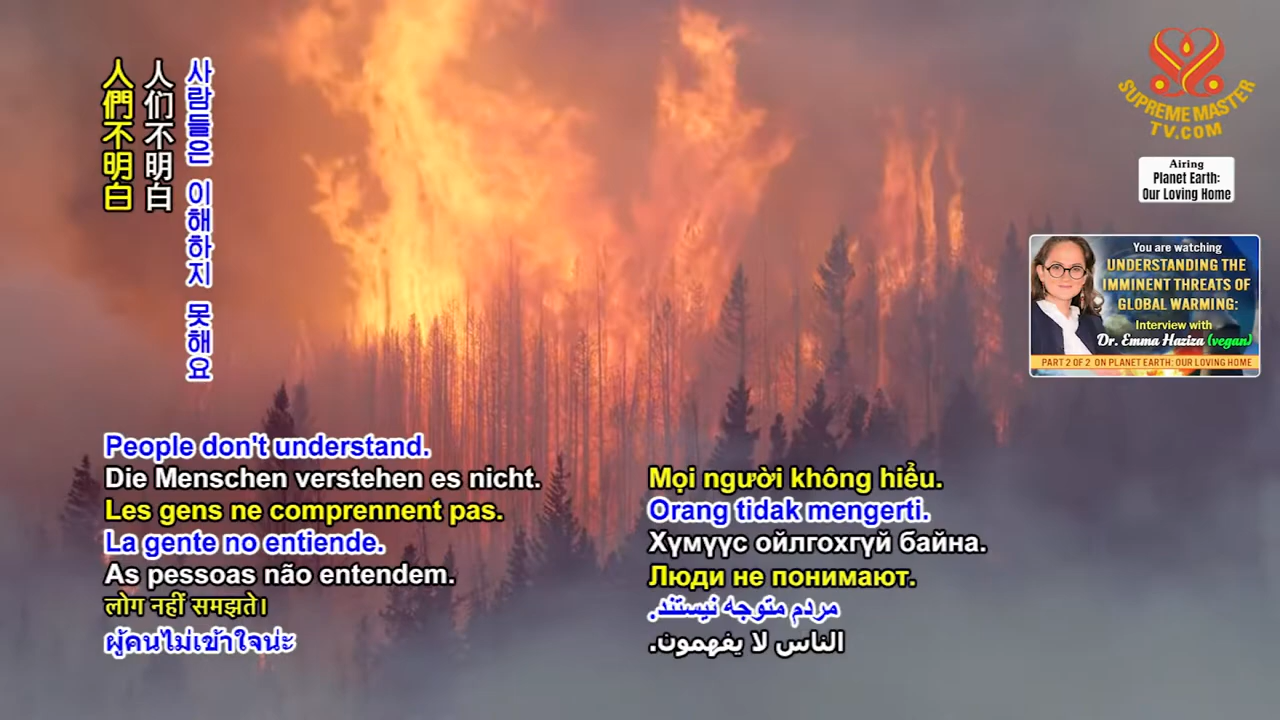 人們不明白
人们不明白
사람들은 이해하지 못해요
People don't understand.
Die Menschen verstehen es nicht.
Les gens ne comprennent pas.
La gente no entiende.
As pessoas não entendem.
लोग नहीं समझते।
ผู้คนไม่เข้าใจน่ะ
Mọi người không hiểu.
Orang tidak mengerti.
Хүмүүс ойлгохгүй байна.
Люди не понимают.
مردم متوجه نیستند.
الناس لا يفهمون.
SUPREME MASTER
TV.COM
Airing
Planet Earth:
Our Loving Home
You are watching
UNDERSTANDING THE
IMMINENT THREATS OF
GLOBAL WARMING:
Interview with
Dr. Emma Haziza (vegan)
PART 2 OF 2 ON PLANET EARTH: OUR LOVING HOME